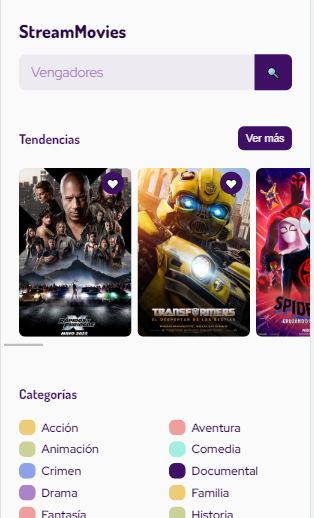 StreamMovies
Vengadores
Tendencias
Ver más
MAYO 2023
TRANSFORMERS
EL DESPERTAR DE LAS BESTIAS
SPID
Categorías
Acción
Aventura
Animación
Comedia
Crimen
Documental
Drama
Familia
Fantasía
Historia